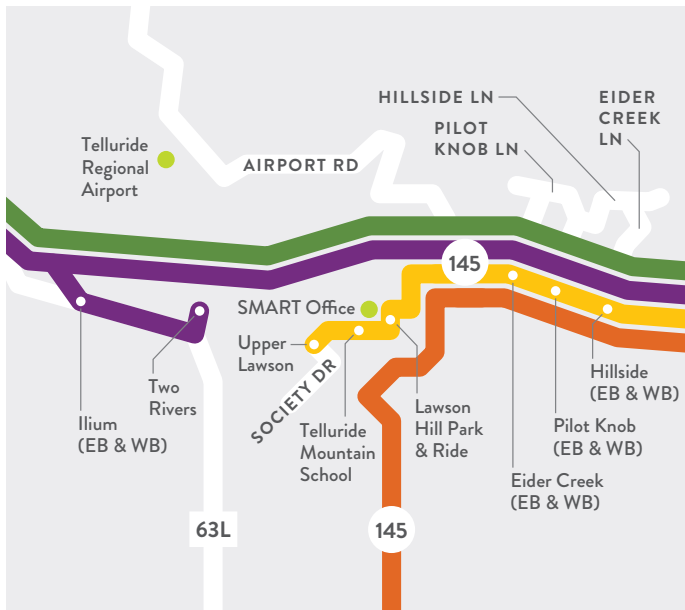 HILLSIDE LN
EIDER
CREEK
LN
PILOT
KNOB LN
Telluride
Regional
Airport
AIRPORT RD
145
SMART Office
Upper
Lawson
SOCIETY DR
Two
Rivers
Ilium
(EB & WB)
Telluride
Mountain
School
Lawson
Hill Park
& Ride
Hillside
(EB & WB)
Pilot Knob
(EB & WB)
Eider Creek
(EB & WB)
63L
145